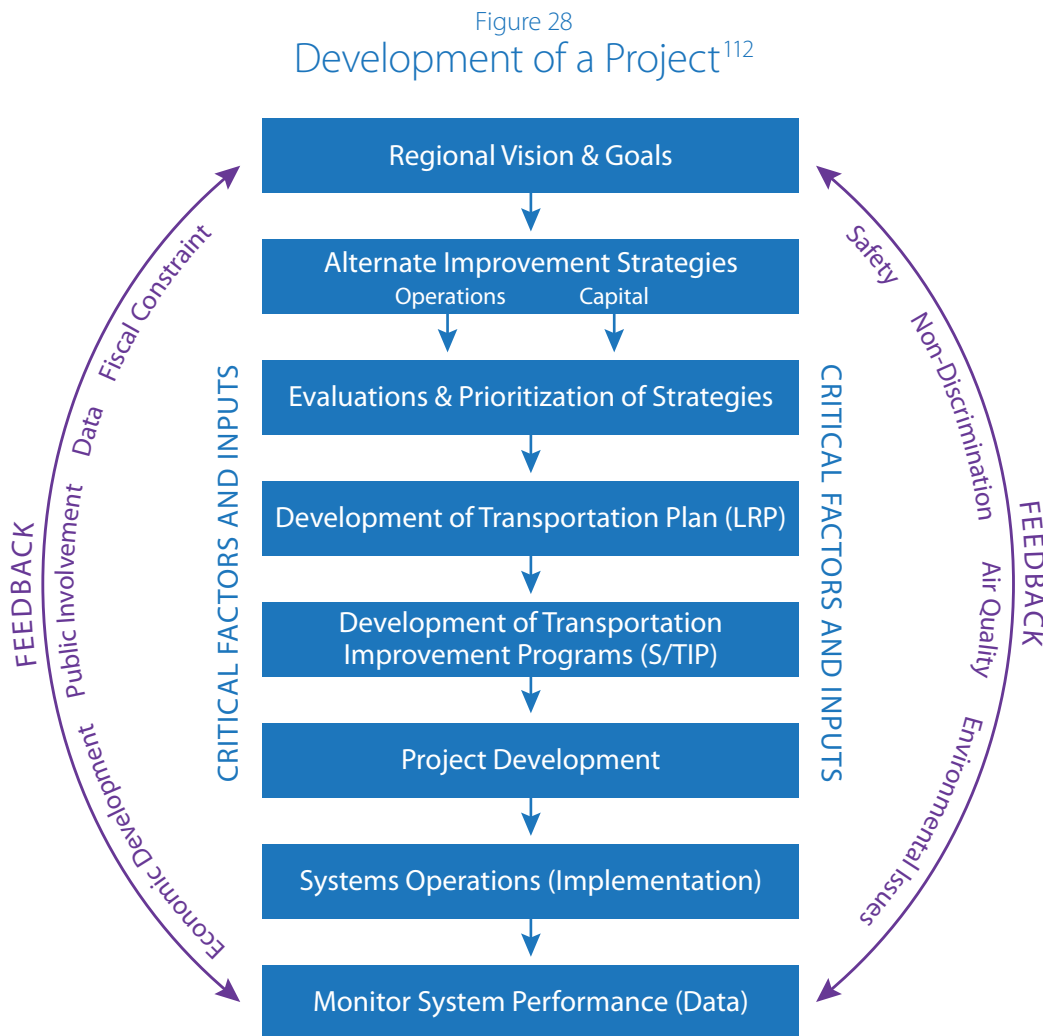 Figure 28
Development of a Project112
Regional Vision & Goals
Alternate Improvement Strategies
Operations Capital
Evaluations & Prioritization of Strategies
Development of Transportation Plan (LRP)
Development of Transportation
Improvement Programs (S/TIP)
Project Development
Systems Operations (Implementation)
Monitor System Performance (Data)
FEEDBACK
Economic Development Public Involvement Data Fiscal Constraint
CRITICAL FACTORS AND INPUTS
CRITICAL FACTORS AND INPUTS
Safety Non-Discrimination Air Quality Environmental Issues
FEEDBACK